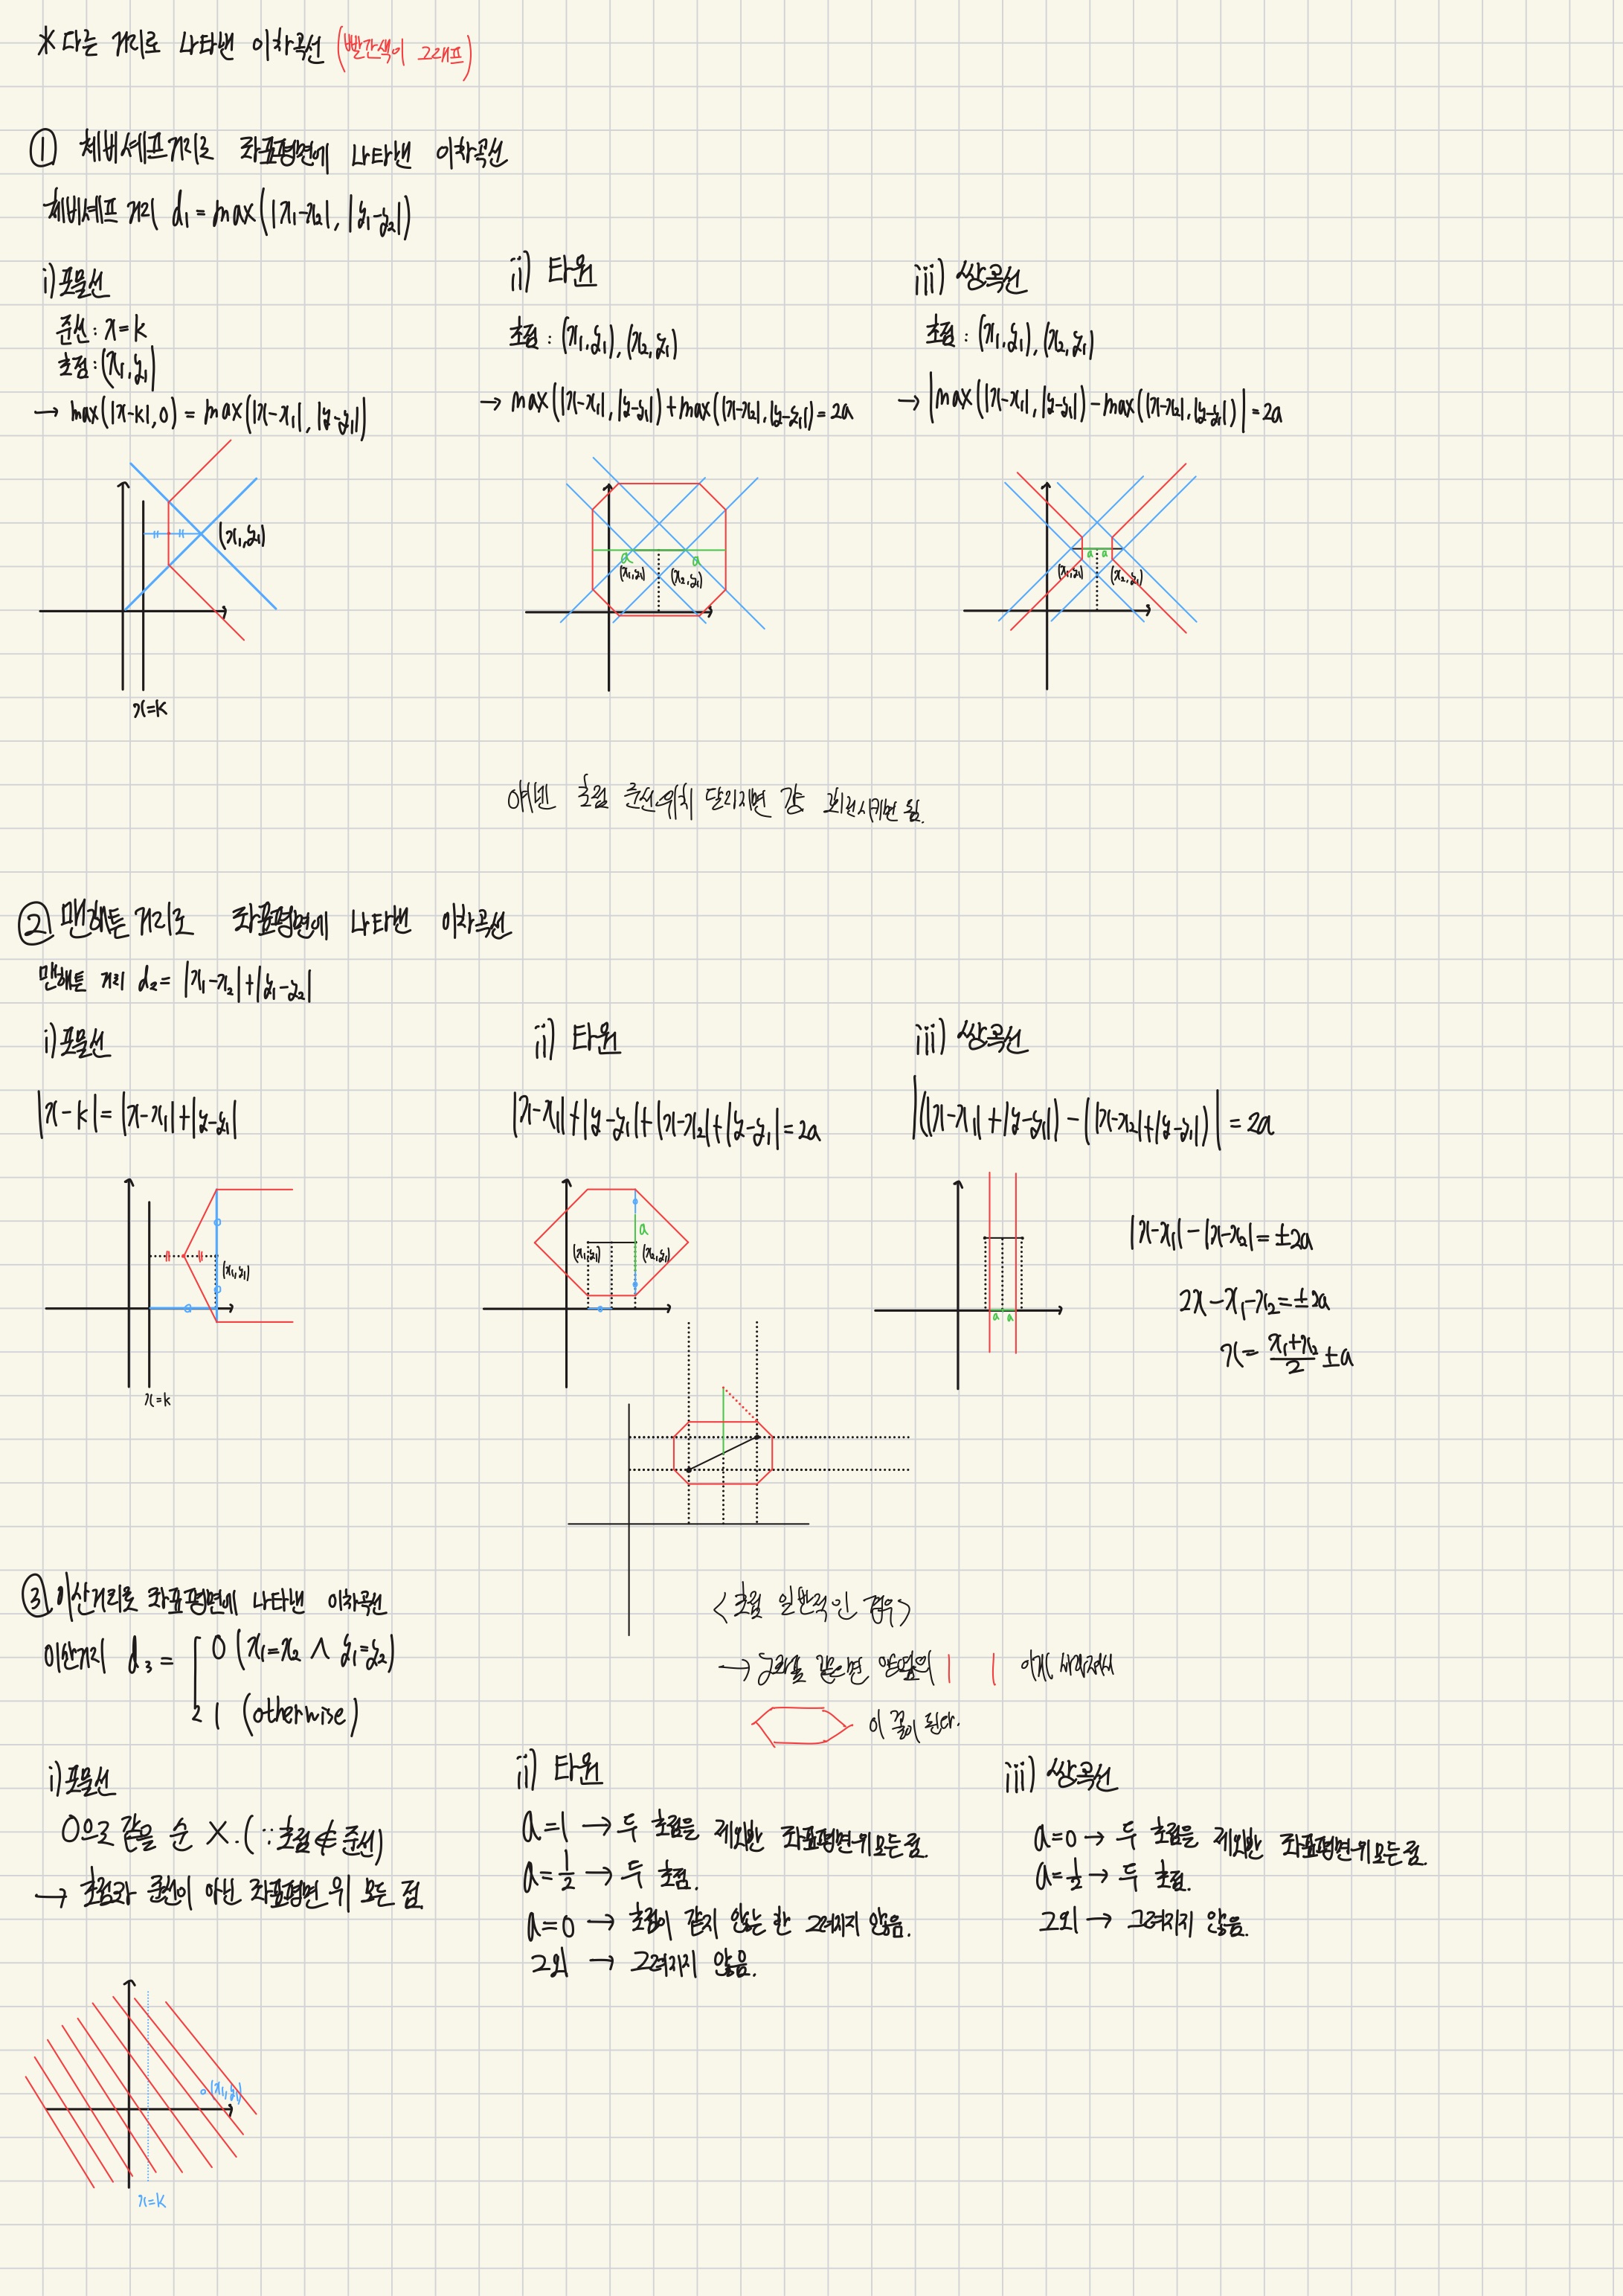 * 다른 거리로 나타낸 이차곡선 (빨간색이 그래프)
① 체비셰프거리로 좌표평면에 나타낸 이차곡선
체비셰프 거리 d₁ = max(|x₁-x₂|, |y₁-y₂|)
i) 포물선
준선 : x=k
초점 : (x₁, y₁)
→ max(|x-k|, 0) = max(|x-x₁|, |y-y₁|)
(x₁, y₁)
x=k
ii) 타원
초점 : (x₁, y₁), (x₂, y₁)
→ max(|x-x₁|, |y-y₁|)+max(|x-x₂|, |y-y₁|) = 2a
a a
(x₁,y₁) (x₂,y₁)
iii) 쌍곡선
초점 : (x₁, y₁), (x₂, y₁)
→ |max(|x-x₁|, |y-y₁|) - max(|x-x₂|, |y-y₁|)| = 2a
a a
(x₁,y₁) (x₂,y₁)
얘넨 초점 준선위치 달라지면 걍 회전시키면 됨.
② 맨해튼 거리로 좌표평면에 나타낸 이차곡선
맨해튼 거리 d₂ = |x₁-x₂|+|y₁-y₂|
i) 포물선
|x-k| = |x-x₁|+|y-y₁|
(x₁,y₁)
x=k
ii) 타원
|x-x₁|+|y-y₁|+|x-x₂|+|y-y₁| = 2a
a
(x₁,y₁) (x₂,y₁)
iii) 쌍곡선
|(|x-x₁|+|y-y₁|) - (|x-x₂|+|y-y₁|)| = 2a
a a
|x-x₁| - |x-x₂| = ±2a
2x-x₁-x₂ = ±2a
x = (x₁+x₂)/2 ±a
<초점 일반적인 경우>
→ y좌표 같으면 양옆의 | | 이게 사라져서
이 꼴이 된다.
③ 이산거리로 좌표평면에 나타낸 이차곡선
이산거리 d₃ = 0 (x₁=x₂ ∧ y₁=y₂)
1 (otherwise)
i) 포물선
0으로 같을 순 X. (∵ 초점 ∉ 준선)
→ 초점과 준선이 아닌 좌표평면 위 모든 점
(x₁,y₁)
x=k
ii) 타원
a=1 → 두 초점을 제외한 좌표평면위 모든 점.
a=1/2 → 두 초점.
a=0 → 초점이 같지 않는 한 그려지지 않음.
그외 → 그려지지 않음.
iii) 쌍곡선
a=0 → 두 초점을 제외한 좌표평면위 모든 점.
a=1/2 → 두 초점.
그외 → 그려지지 않음.